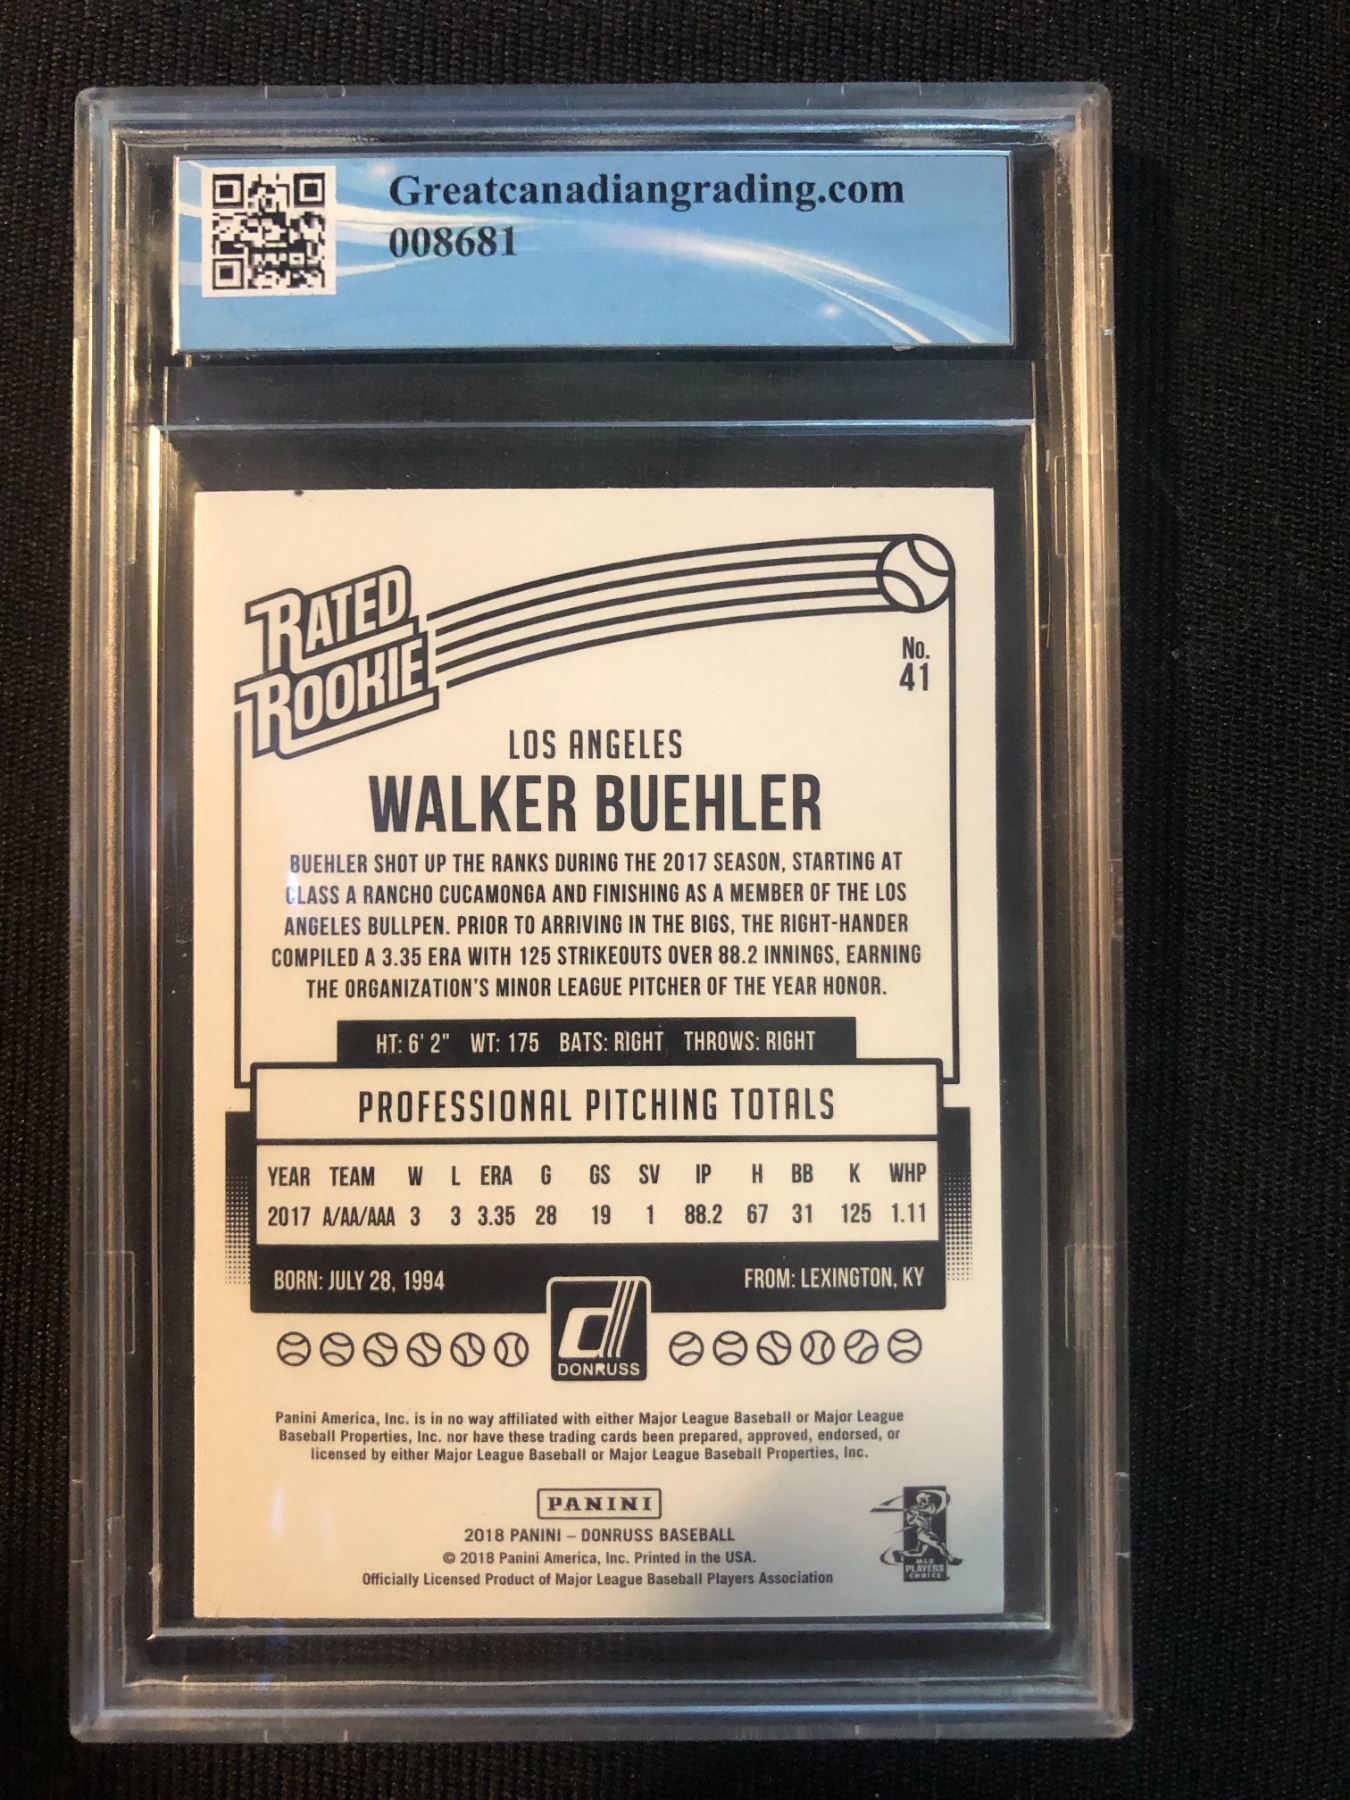 Greatcanadiangrading.com
008681
RATED
ROOKIE
No.
41
LOS ANGELES
WALKER BUEHLER
BUEHLER SHOT UP THE RANKS DURING THE 2017 SEASON, STARTING AT
CLASS A RANCHO CUCAMONGA AND FINISHING AS A MEMBER OF THE LOS
ANGELES BULLPEN. PRIOR TO ARRIVING IN THE BIGS, THE RIGHT-HANDER
COMPILED A 3.35 ERA WITH 125 STRIKEOUTS OVER 88.2 INNINGS, EARNING
THE ORGANIZATION'S MINOR LEAGUE PITCHER OF THE YEAR HONOR.
HT: 6' 2" WT: 175 BATS: RIGHT THROWS: RIGHT
PROFESSIONAL PITCHING TOTALS
YEAR TEAM W L ERA G GS SV IP H BB K WHP
2017 A/AA/AAA 3 3 3.35 28 19 1 88.2 67 31 125 1.11
BORN: JULY 28, 1994 FROM: LEXINGTON, KY
d
DONRUSS
Panini America, Inc. is in no way affiliated with either Major League Baseball or Major League
Baseball Properties, Inc. nor have these trading cards been prepared, approved, endorsed, or
licensed by either Major League Baseball or Major League Baseball Properties, Inc.
PANINI
2018 PANINI – DONRUSS BASEBALL
© 2018 Panini America, Inc. Printed in the USA.
Officially Licensed Product of Major League Baseball Players Association
MLB
PLAYERS
CHOICE